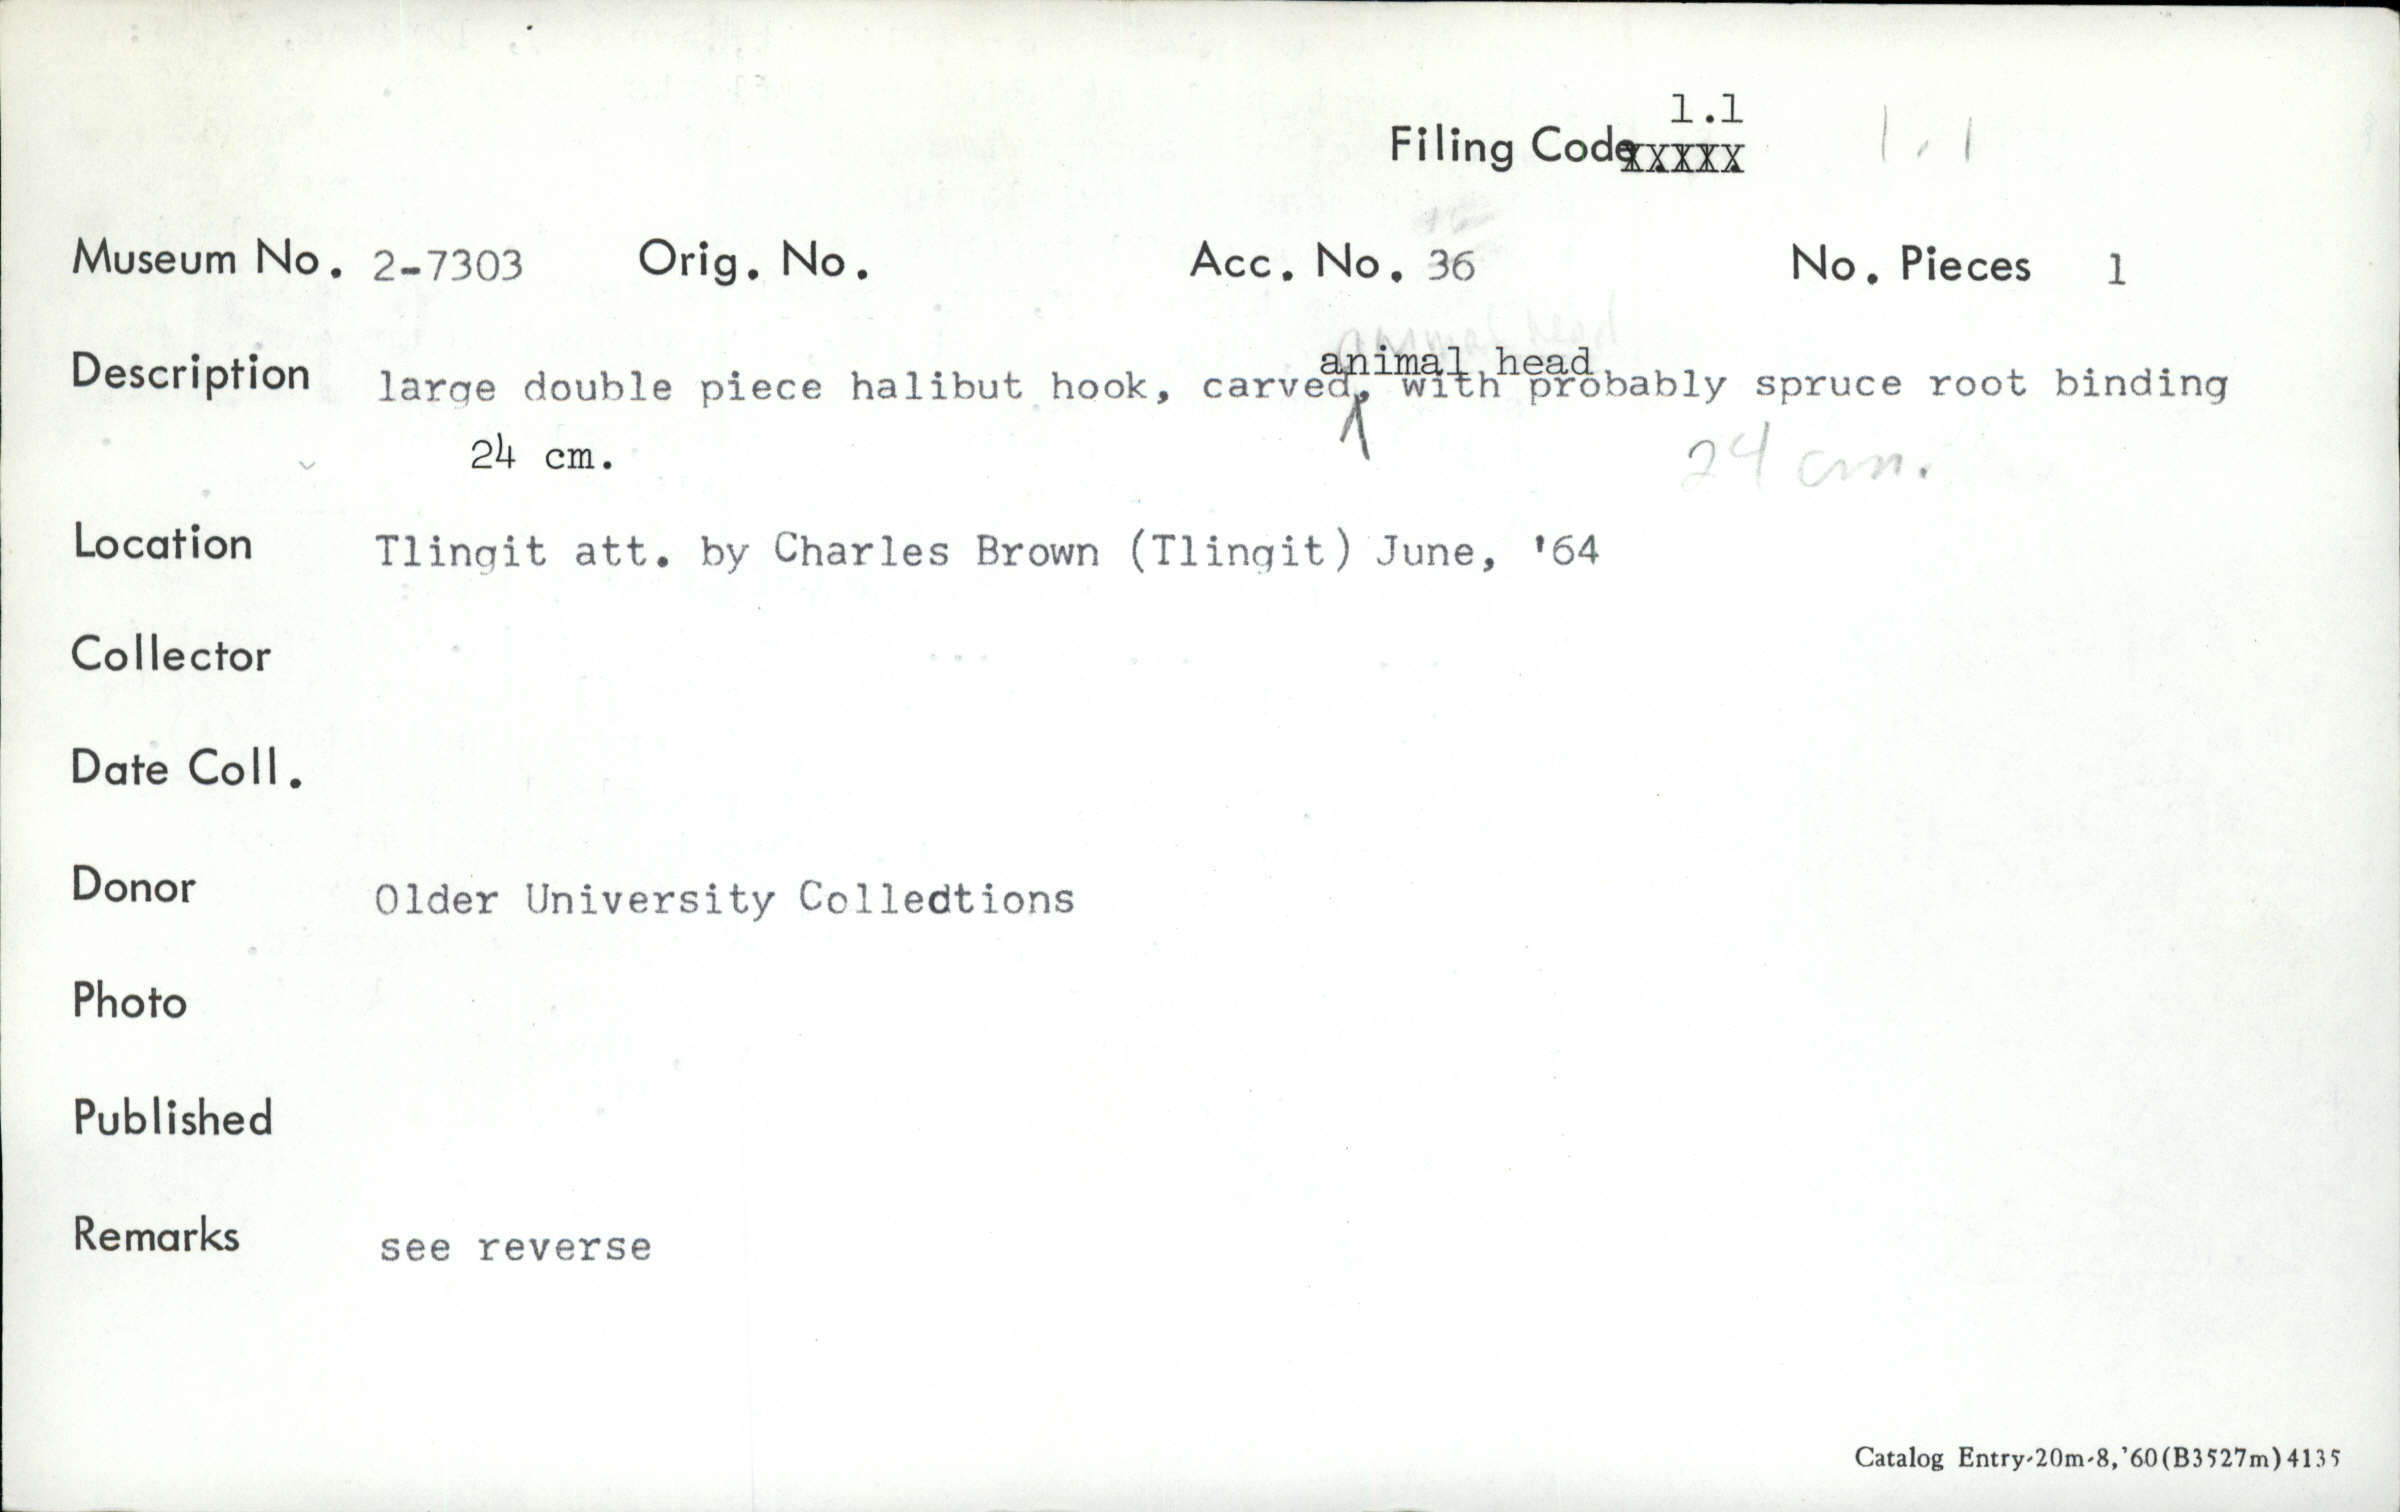 1.1
Filing Code xxxxx 1.1
Museum No. 2-7303 Orig. No. Acc. No. 36 No. Pieces 1
animal head
animal head
Description large double piece halibut hook, carved, with probably spruce root binding
24 cm. 24 cm.
Location Tlingit att. by Charles Brown (Tlingit) June, '64
Collector
Date Coll.
Donor Older University Colledtions
Photo
Published
Remarks see reverse
Catalog Entry-20m-8,'60(B3527m)4135